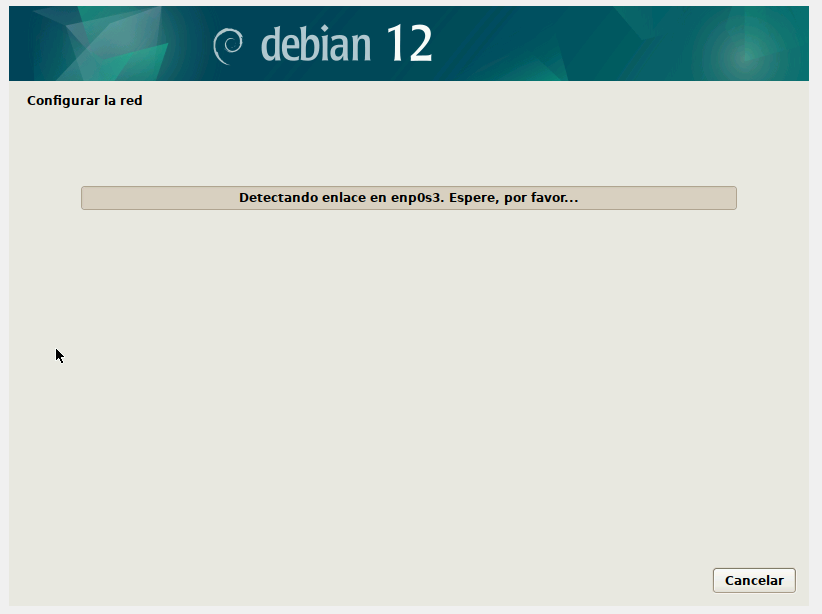 debian 12
Configurar la red
Detectando enlace en enp0s3. Espere, por favor...
Cancelar